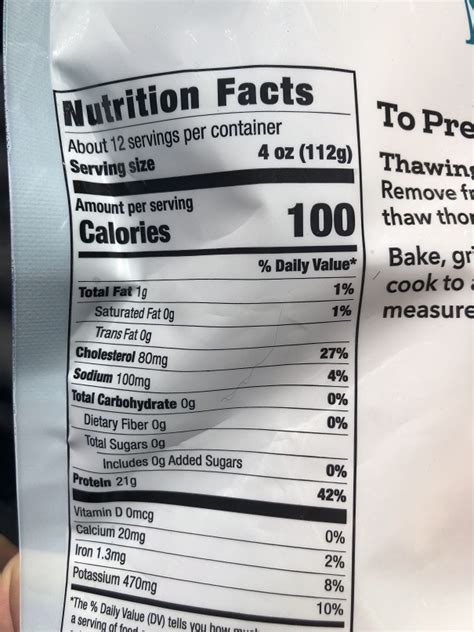 Nutrition Facts
About 12 servings per container
Serving size 4 oz (112g)
Amount per serving
Calories 100
% Daily Value*
Total Fat 1g 1%
Saturated Fat 0g 1%
Trans Fat 0g
Cholesterol 80mg 27%
Sodium 100mg 4%
Total Carbohydrate 0g 0%
Dietary Fiber 0g 0%
Total Sugars 0g
Includes 0g Added Sugars 0%
Protein 21g 42%
Vitamin D 0mcg 0%
Calcium 20mg 2%
Iron 1.3mg 8%
Potassium 470mg 10%
*The % Daily Value (DV) tells you how
a serving of food
To Pre
Thawing
Remove
thaw
Bake,
cook to
measure